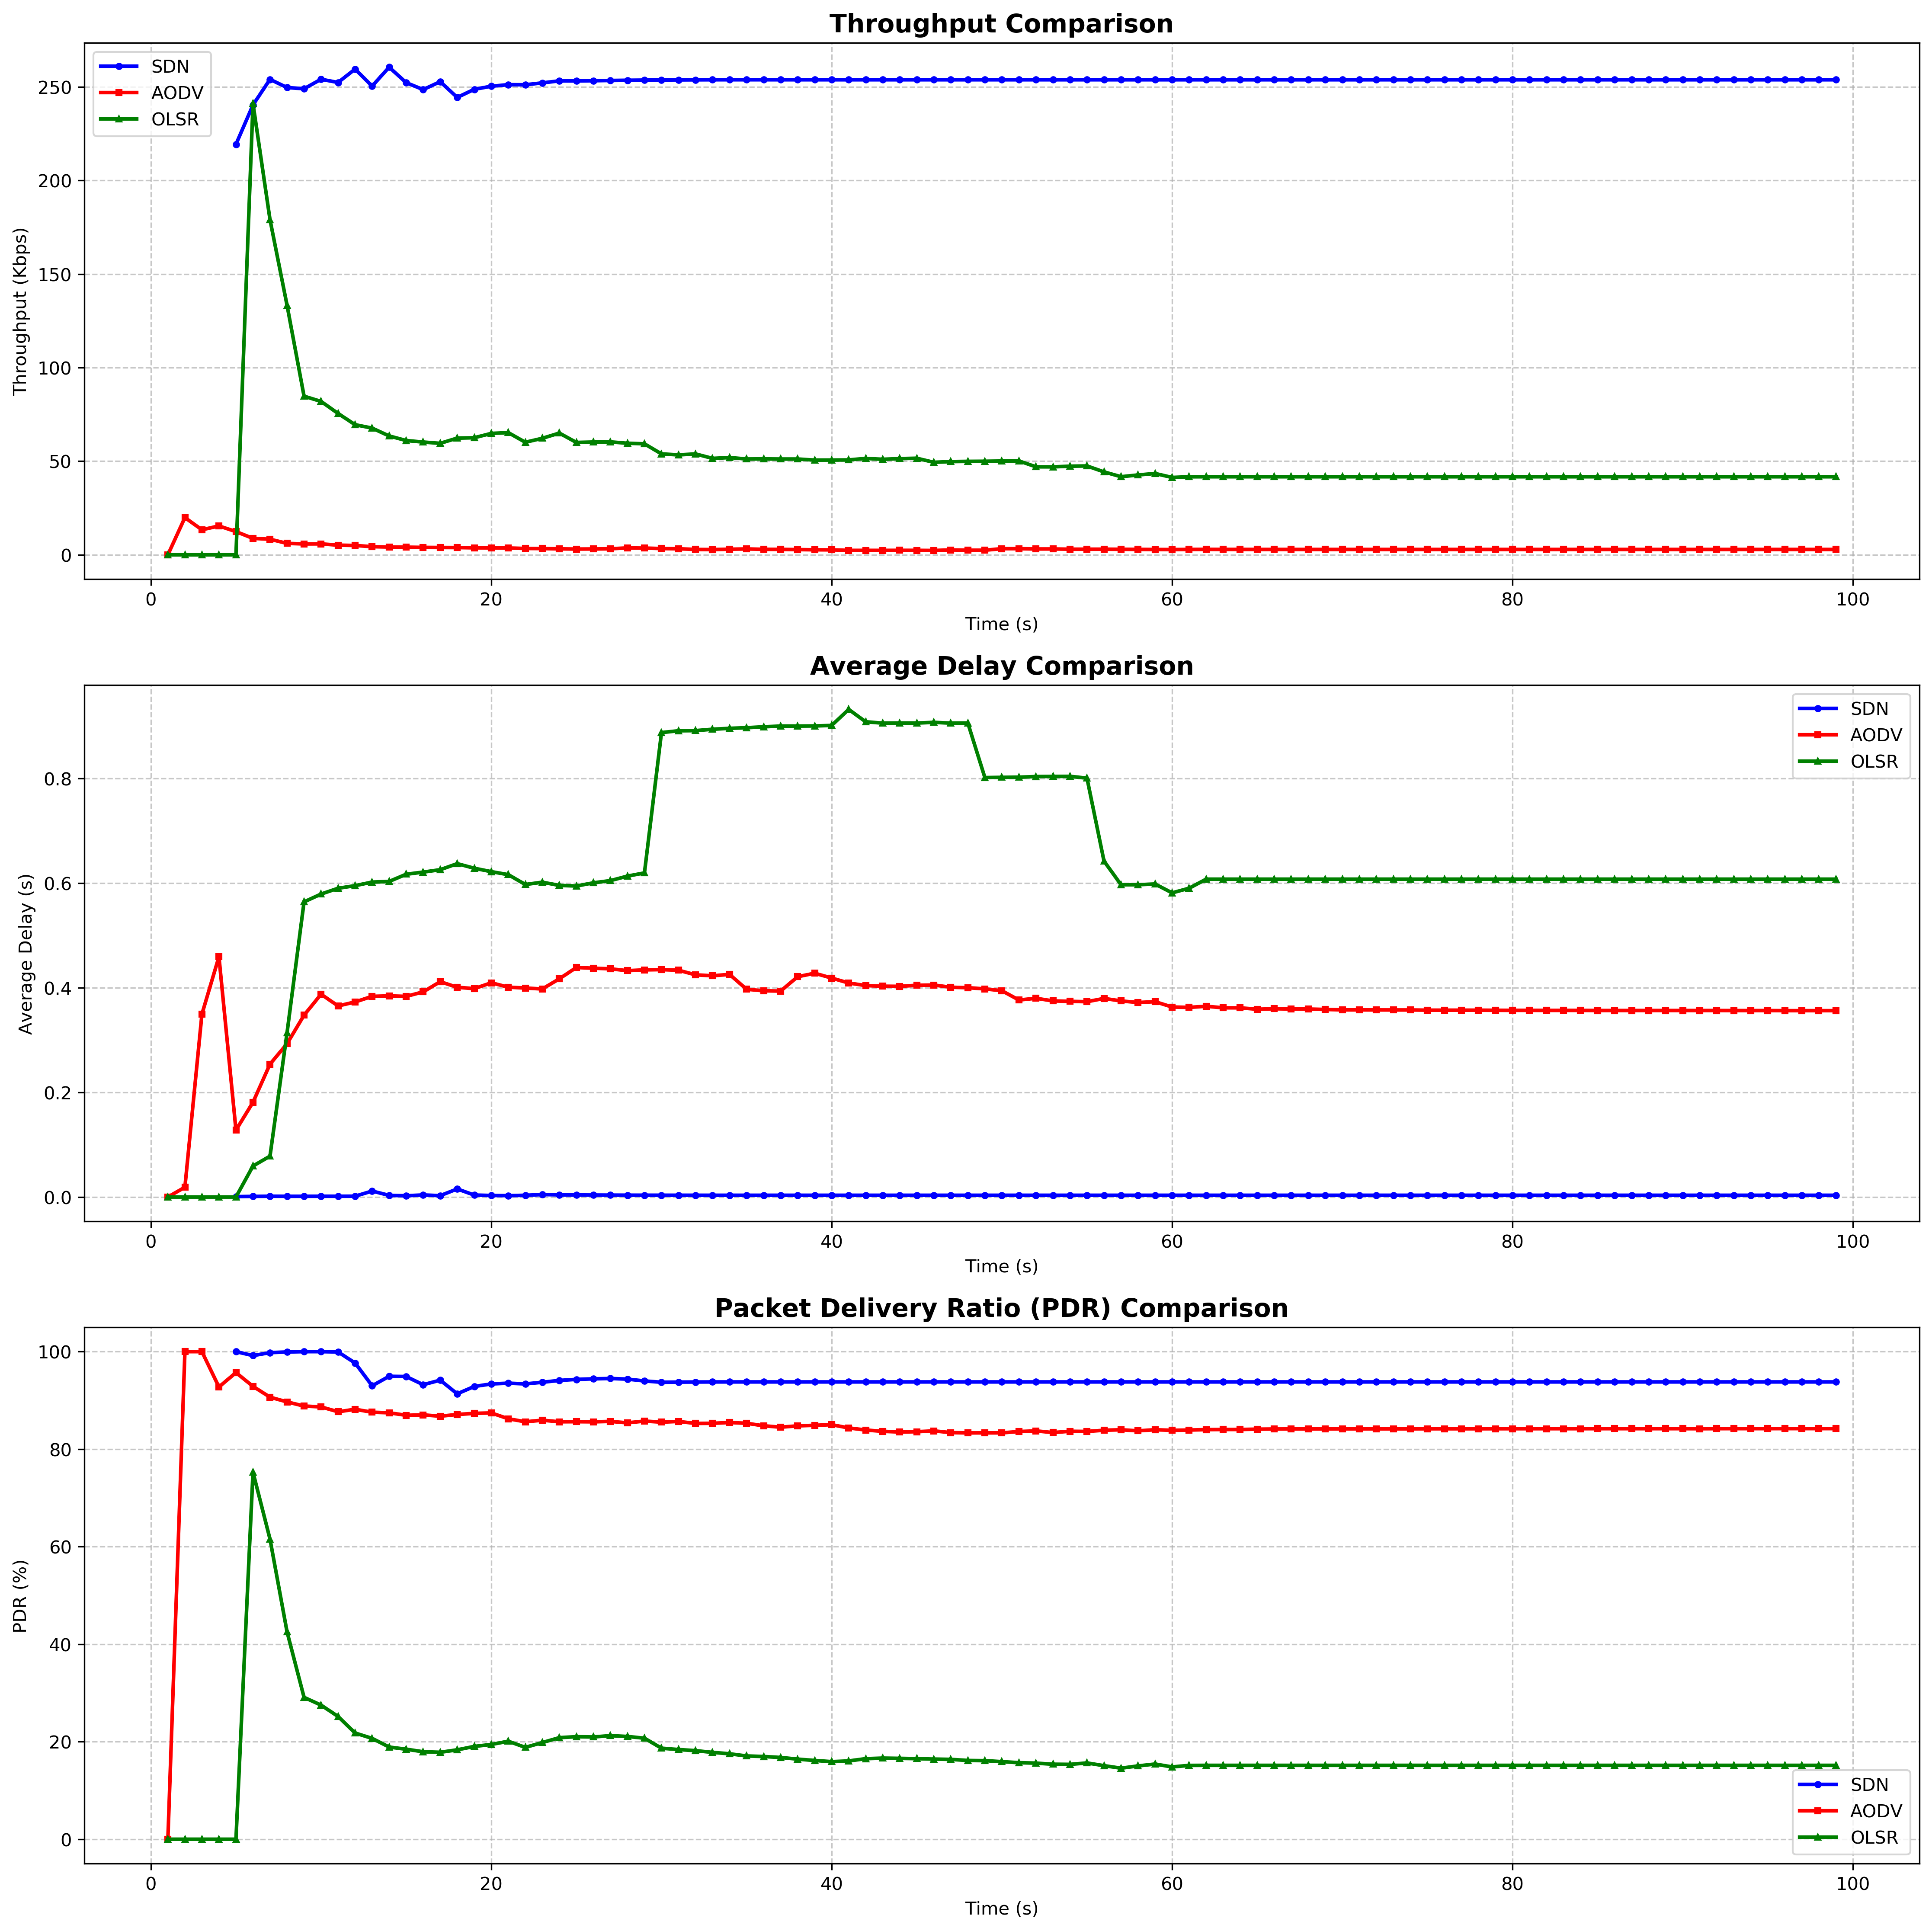 Throughput Comparison
SDN
AODV
OLSR
250
200
150
100
50
0
Throughput (Kbps)
0 20 40 60 80 100
Time (s)
Average Delay Comparison
SDN
AODV
OLSR
0.8
0.6
0.4
0.2
0.0
Average Delay (s)
0 20 40 60 80 100
Time (s)
Packet Delivery Ratio (PDR) Comparison
100
80
60
40
20
0
PDR (%)
SDN
AODV
OLSR
0 20 40 60 80 100
Time (s)